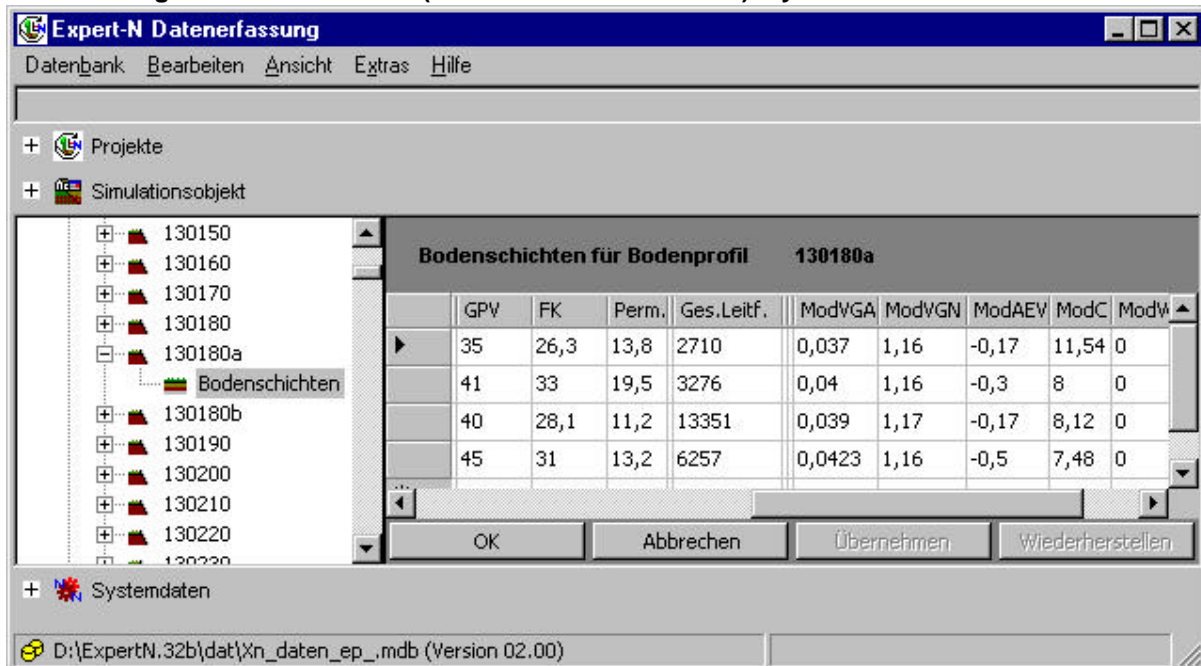 Expert-N Datenerfassung
Datenbank Bearbeiten Ansicht Extras Hilfe
Projekte
Simulationsobjekt
130150
130160
130170
130180
130180a
Bodenschichten
130180b
130190
130200
130210
130220
Bodenschichten für Bodenprofil 130180a
GPV FK Perm. Ges.Leitf. ModVGA ModVGN ModAEV ModC
35 26,3 13,8 2710 0,037 1,16 -0,17 11,54 0
41 33 19,5 3276 0,04 1,16 -0,3 8 0
40 28,1 11,2 13351 0,039 1,17 -0,17 8,12 0
45 31 13,2 6257 0,0423 1,16 -0,5 7,48 0
OK Abbrechen Übernehmen Wiederherstellen
Systemdaten
D:\ExpertN.32b\dat\Xn_daten_ep_.mdb (Version 02.00)